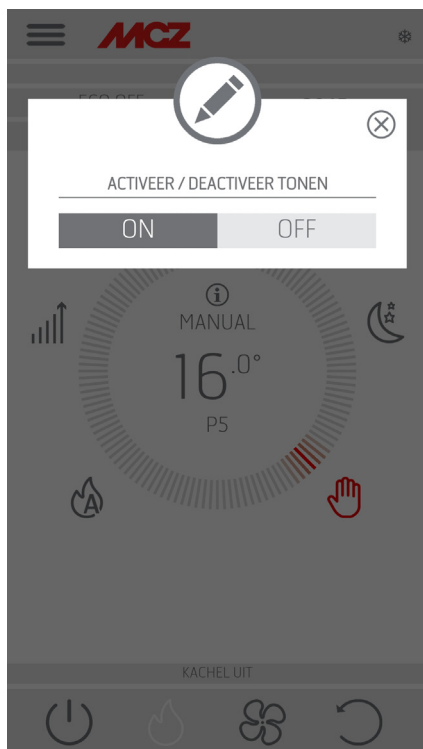 MCZ
ACTIVEER / DEACTIVEER TONEN
ON OFF
MANUAL
16.0°
P5
A
KACHEL UIT